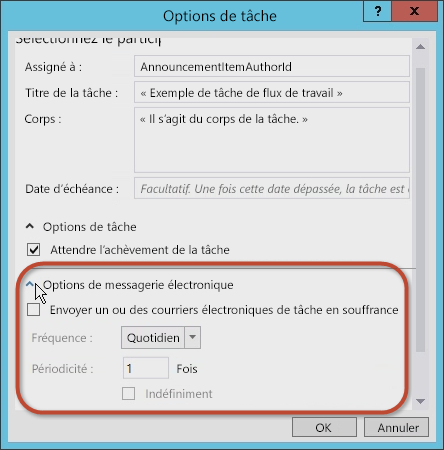 Options de tâche
?
x
Sélectionnez le particip
Assigné à : AnnouncementItemAuthorId
Titre de la tâche : « Exemple de tâche de flux de travail »
Corps : « Il s'agit du corps de la tâche. »
Date d'échéance : Facultatif. Une fois cette date dépassée, la tâche est
Options de tâche
Attendre l'achèvement de la tâche
Options de messagerie électronique
Envoyer un ou des courriers électroniques de tâche en souffrance
Fréquence : Quotidien
Périodicité : 1 Fois
Indéfiniment
OK Annuler